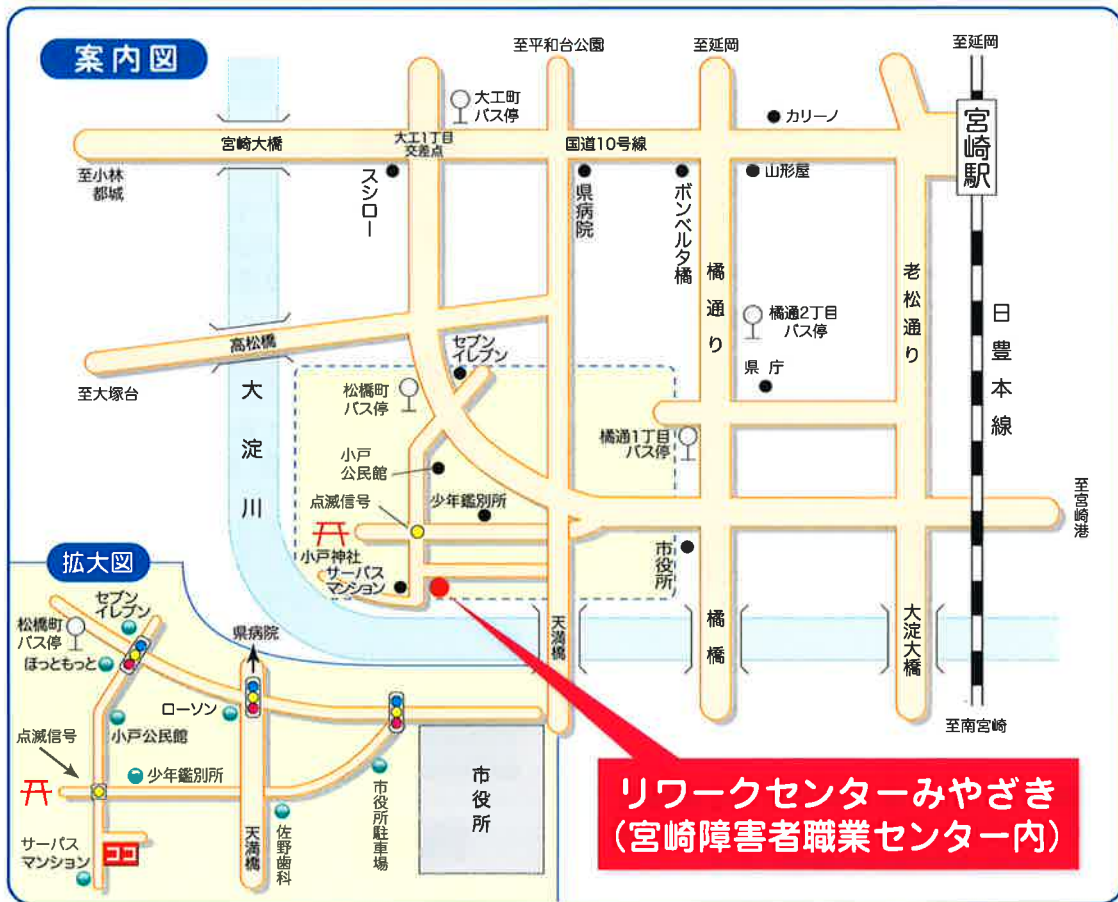 案内図
至平和台公園
至延岡
至延岡
大工町
バス停
カリーノ
宮崎大橋
大工1丁目
交差点
国道10号線
宮崎駅
至小林
都城
スシロー
県病院
ボンベルタ橘
山形屋
橘通り
老松通り
日豊本線
橘通2丁目
バス停
高松橋
セブン
イレブン
県庁
至大塚台
大淀川
松橋町
バス停
橘通1丁目
バス停
小戸
公民館
点滅信号
少年鑑別所
至宮崎港
小戸神社
サーパス
マンション
市役所
天満橋
橘橋
大淀大橋
至南宮崎
拡大図
セブン
イレブン
松橋町
バス停
県病院
ほっともっと
ローソン
小戸公民館
点滅信号
少年鑑別所
市役所
サーパス
マンション
ココ
天満橋
佐野歯科
市役所駐車場
リワークセンターみやざき
(宮崎障害者職業センター内)